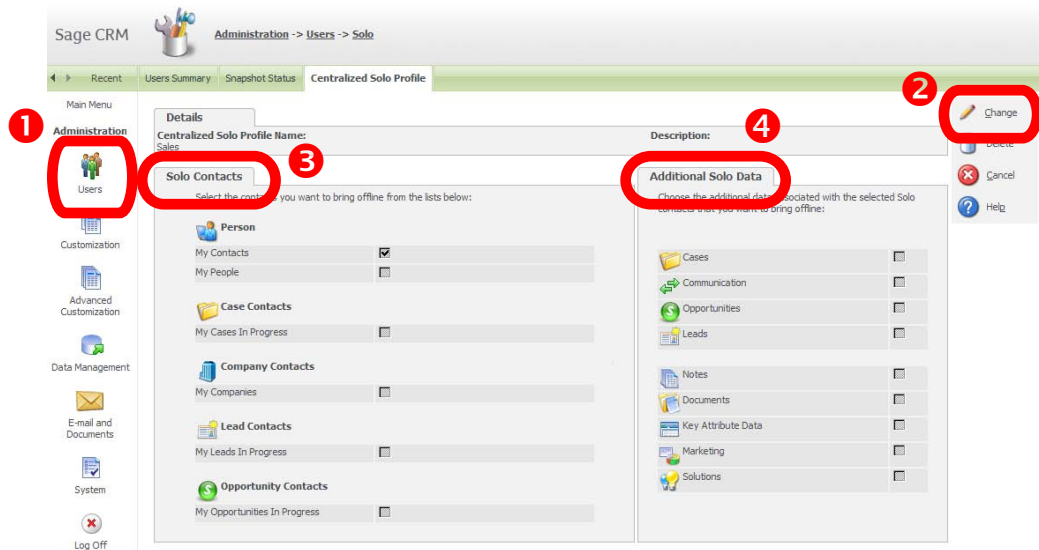 Sage CRM
Administration -> Users -> Solo
Recent
Users Summary
Snapshot Status
Centralized Solo Profile
Main Menu
Administration
1
Users
Customization
Advanced
Customization
Data Management
E-mail and
Documents
System
Log Off
Details
Centralized Solo Profile Name:
Sales
Description:
3
Solo Contacts
Select the contacts you want to bring offline from the lists below:
Person
My Contacts
My People
Case Contacts
My Cases In Progress
Company Contacts
My Companies
Lead Contacts
My Leads In Progress
Opportunity Contacts
My Opportunities In Progress
4
Additional Solo Data
Choose the additional data associated with the selected Solo
contacts that you want to bring offline:
Cases
Communication
Opportunities
Leads
Notes
Documents
Key Attribute Data
Marketing
Solutions
2
Change
Delete
Cancel
Help